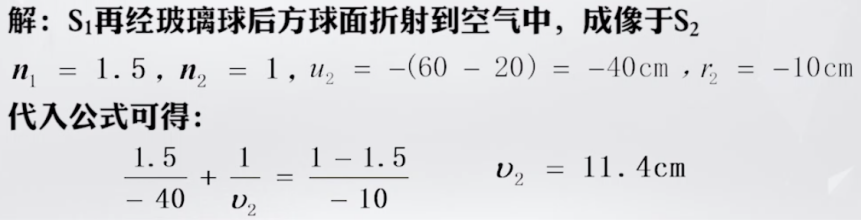 解：S₁再经玻璃球后方球面折射到空气中，成像于S₂
n₁ = 1.5，n₂ = 1，u₂ = -(60 - 20) = -40cm，r₂ = -10cm
代入公式可得：
1.5/-40 + 1/υ₂ = 1 - 1.5/-10  υ₂ = 11.4cm